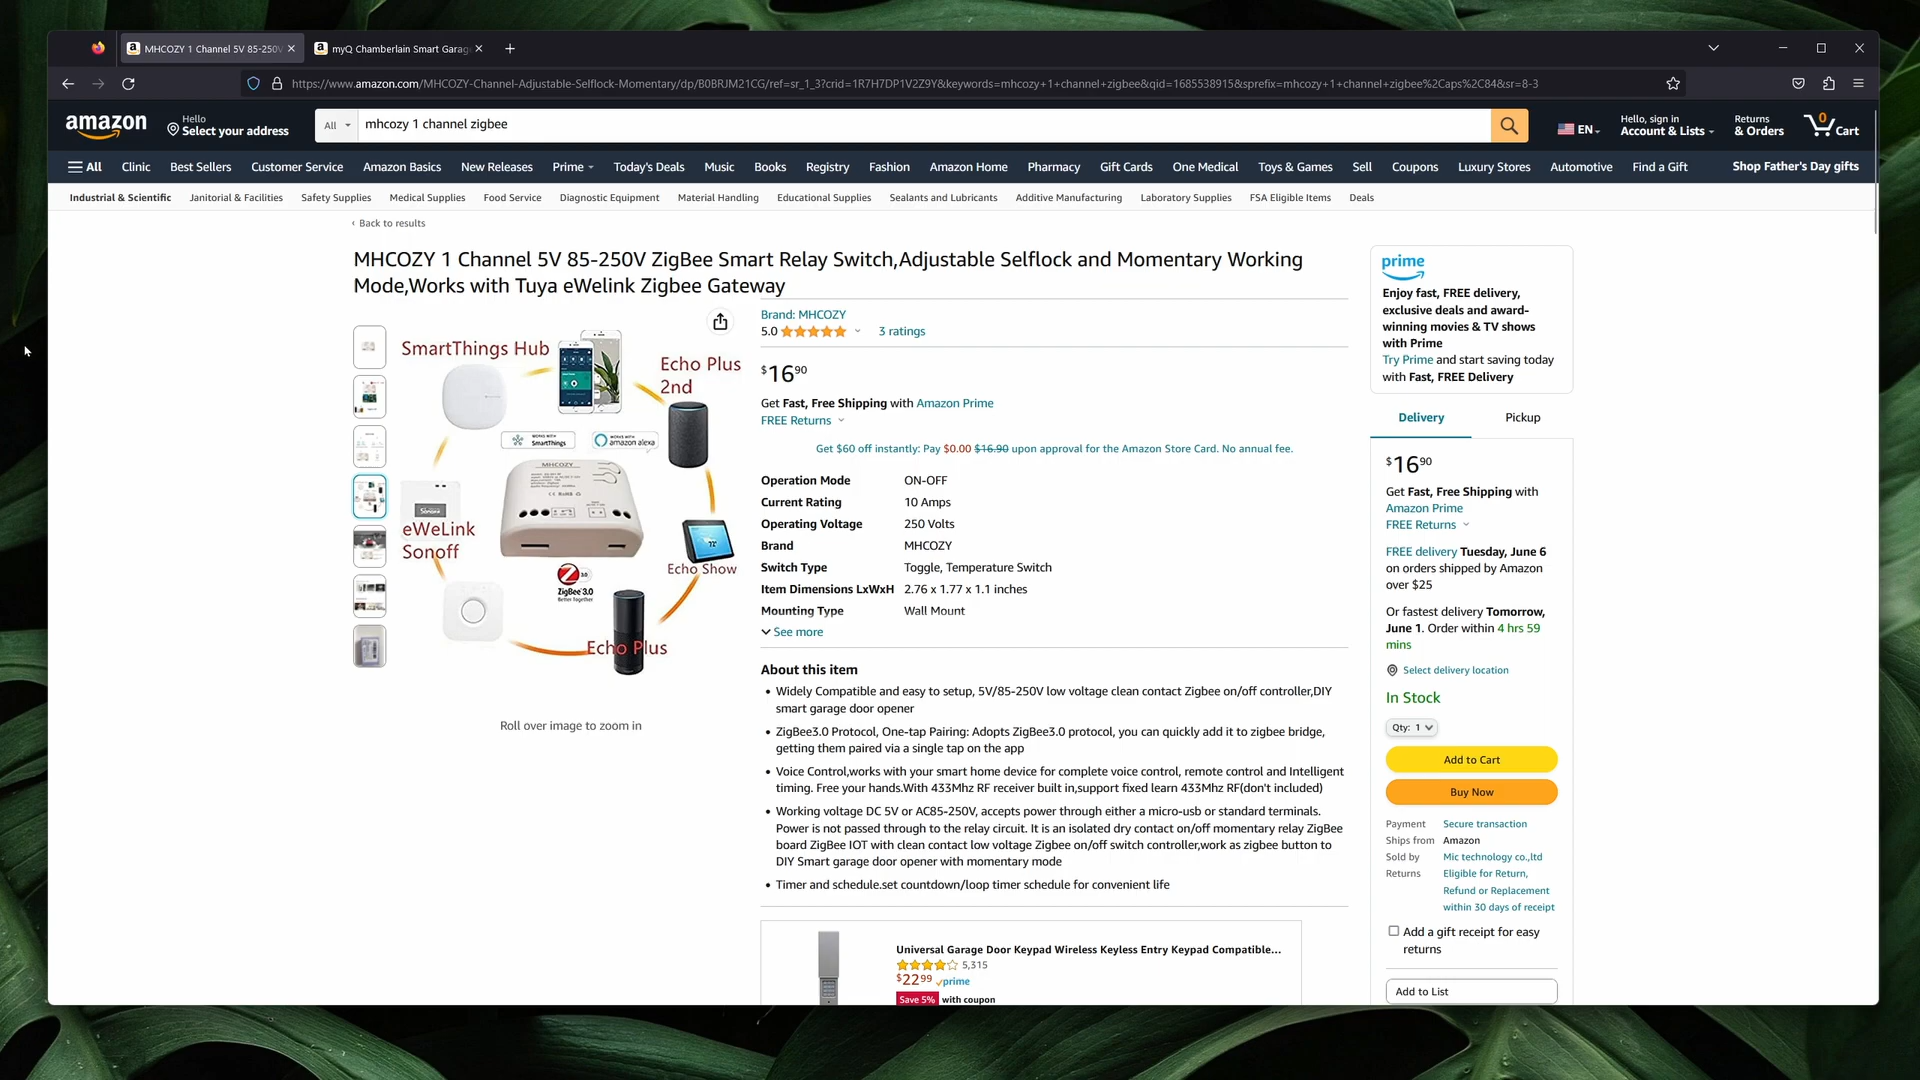 MHCOZY 1 Channel 5V 85-250V
myQ Chamberlain Smart Garag
https://www.amazon.com/MHCOZY-Channel-Adjustable-Selflock-Momentary/dp/B0BRJM21CG/ref=sr_1_3?crid=1R7H7DP1V2Z9Y&keywords=mhcozy+1+channel+zigbee&qid=1685538915&sprefix=mhcozy+1+channel+zigbee%2Caps%2C84&sr=8-3
amazon
Hello
Select your address
All
mhcozy 1 channel zigbee
EN
Hello, sign in
Account & Lists
Returns
& Orders
0
Cart
All
Clinic
Best Sellers
Customer Service
Amazon Basics
New Releases
Prime
Today's Deals
Music
Books
Registry
Fashion
Amazon Home
Pharmacy
Gift Cards
One Medical
Toys & Games
Sell
Coupons
Luxury Stores
Automotive
Find a Gift
Shop Father's Day gifts
Industrial & Scientific
Janitorial & Facilities
Safety Supplies
Medical Supplies
Food Service
Diagnostic Equipment
Material Handling
Educational Supplies
Sealants and Lubricants
Additive Manufacturing
Laboratory Supplies
FSA Eligible Items
Deals
‹ Back to results
MHCOZY 1 Channel 5V 85-250V ZigBee Smart Relay Switch,Adjustable Selflock and Momentary Working
Mode,Works with Tuya eWelink Zigbee Gateway
SmartThings Hub
Echo Plus
2nd
WORKS WITH
SmartThings
WORKS WITH
amazon alexa
MHCOZY
eWeLink
Sonoff
Echo Show
ZigBee 3.0
Better Together
Echo Plus
Roll over image to zoom in
Brand: MHCOZY
5.0
3 ratings
$16 90
Get Fast, Free Shipping with Amazon Prime
FREE Returns
Get $60 off instantly: Pay $0.00 $16.90 upon approval for the Amazon Store Card. No annual fee.
Operation Mode ON-OFF
Current Rating 10 Amps
Operating Voltage 250 Volts
Brand MHCOZY
Switch Type Toggle, Temperature Switch
Item Dimensions LxWxH 2.76 x 1.77 x 1.1 inches
Mounting Type Wall Mount
See more
About this item
• Widely Compatible and easy to setup, 5V/85-250V low voltage clean contact Zigbee on/off controller,DIY
smart garage door opener
• ZigBee3.0 Protocol, One-tap Pairing: Adopts ZigBee3.0 protocol, you can quickly add it to zigbee bridge,
getting them paired via a single tap on the app
• Voice Control,works with your smart home device for complete voice control, remote control and Intelligent
timing. Free your hands.With 433Mhz RF receiver built in,support fixed learn 433Mhz RF(don't included)
• Working voltage DC 5V or AC85-250V, accepts power through either a micro-usb or standard terminals.
Power is not passed through to the relay circuit. It is an isolated dry contact on/off momentary relay ZigBee
board ZigBee IOT with clean contact low voltage Zigbee on/off switch controller,work as zigbee button to
DIY Smart garage door opener with momentary mode
• Timer and schedule.set countdown/loop timer schedule for convenient life
Universal Garage Door Keypad Wireless Keyless Entry Keypad Compatible...
5,315
$22 99 prime
Save 5% with coupon
prime
Enjoy fast, FREE delivery,
exclusive deals and award-
winning movies & TV shows
with Prime
Try Prime and start saving today
with Fast, FREE Delivery
Delivery
Pickup
$16 90
Get Fast, Free Shipping with
Amazon Prime
FREE Returns
FREE delivery Tuesday, June 6
on orders shipped by Amazon
over $25
Or fastest delivery Tomorrow,
June 1. Order within 4 hrs 59
mins
Select delivery location
In Stock
Qty: 1
Add to Cart
Buy Now
Payment Secure transaction
Ships from Amazon
Sold by Mic technology co.,ltd
Returns Eligible for Return,
Refund or Replacement
within 30 days of receipt
Add a gift receipt for easy
returns
Add to List